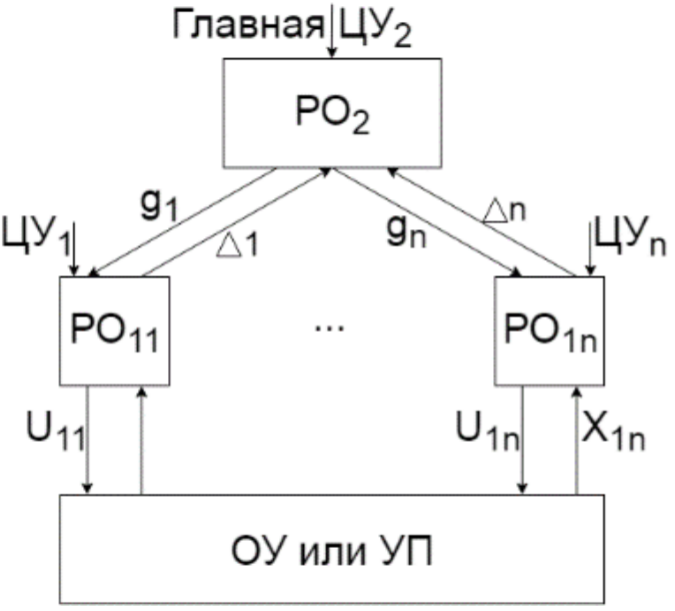 Главная ЦУ₂
РО₂
g₁
△1
gₙ
△n
ЦУ₁
ЦУₙ
РО₁₁
...
РО₁ₙ
U₁₁
U₁ₙ
X₁ₙ
ОУ или УП